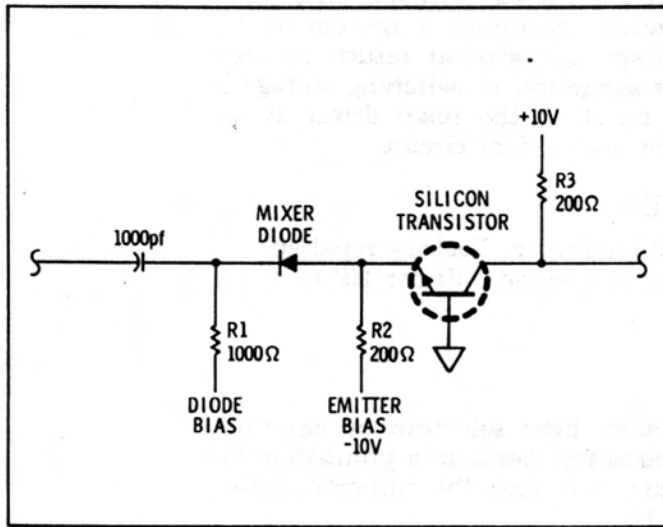 +10V
R3
200Ω
SILICON
TRANSISTOR
MIXER
DIODE
1000pf
R1
1000Ω
R2
200Ω
DIODE
BIAS
EMITTER
BIAS
-10V